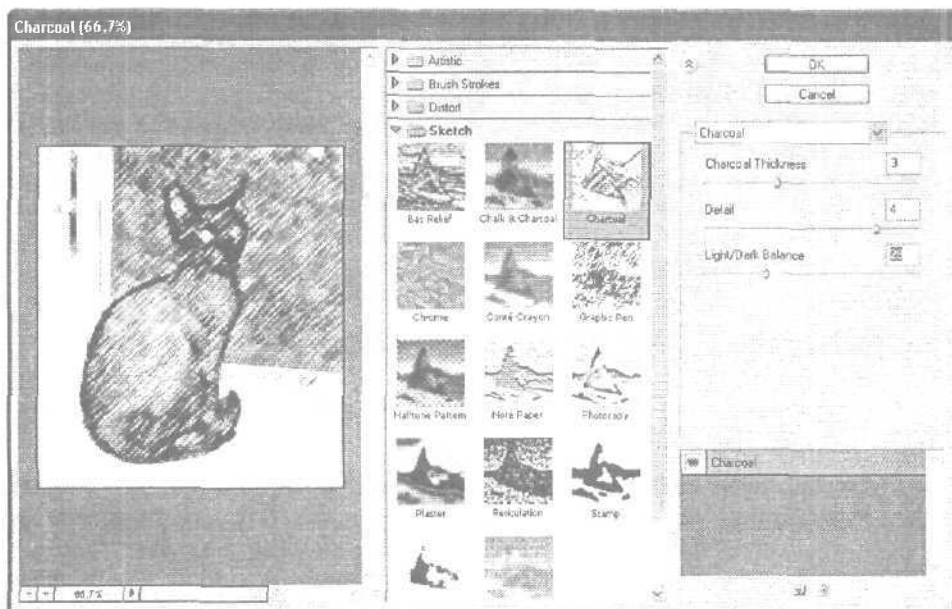 Charcoal (66,7%)
Artistic
Brush Strokes
Distort
Sketch
Bas Relief
Chalk & Charcoal
Charcoal
Chrome
Conté Crayon
Graphic Pen
Halftone Pattern
Note Paper
Photocopy
Plaster
Reticulation
Stamp
66,7%
OK
Cancel
Charcoal
Charcoal Thickness 3
Detail 4
Light/Dark Balance
Charcoal